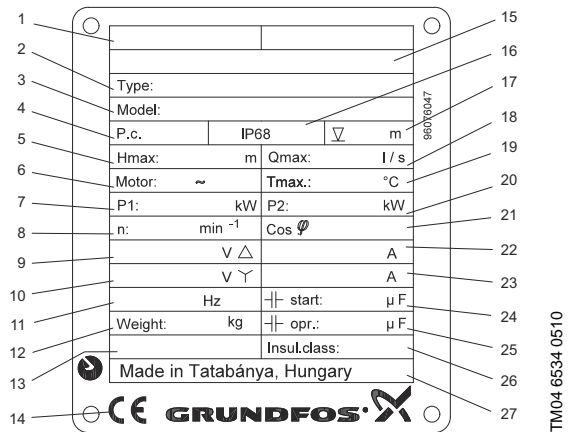 1
2
3
4
5
6
7
8
9
10
11
12
13
14
Type:
Model:
P.c. IP68 m
Hmax: m Qmax: l / s
Motor: ~ Tmax.: °C
P1: kW P2: kW
n: min -1 Cos φ
V △ A
V Y A
Hz start: µ F
Weight: kg opr.: µ F
Insul.class:
Made in Tatabánya, Hungary
CE GRUNDFOS
96076047
15
16
17
18
19
20
21
22
23
24
25
26
27
TM04 6534 0510